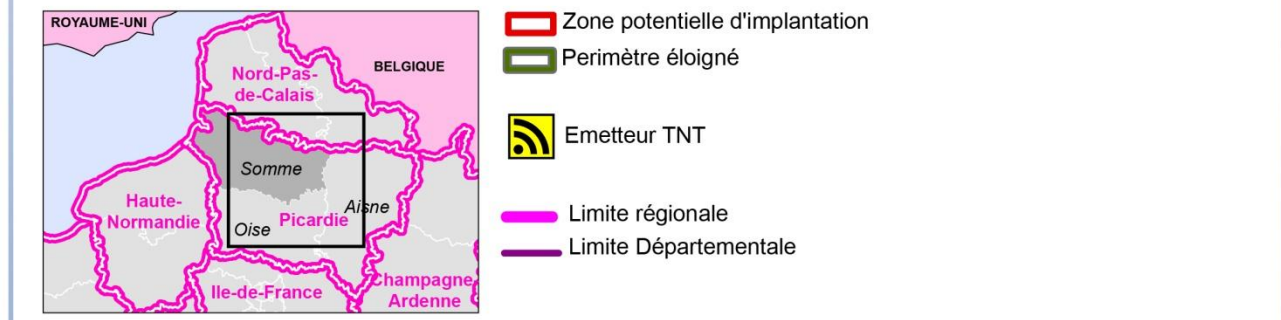 ROYAUME-UNI
BELGIQUE
Nord-Pas-
de-Calais
Somme
Haute-
Normandie
Aisne
Picardie
Oise
Ile-de-France
Champagne
Ardenne
Zone potentielle d'implantation
Perimètre éloigné
Emetteur TNT
Limite régionale
Limite Départementale